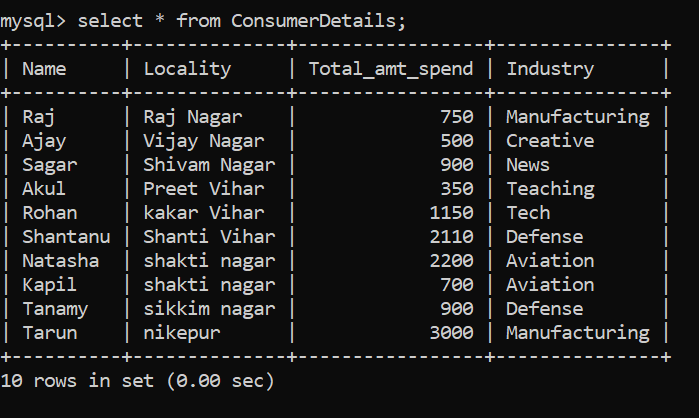 mysql> select * from ConsumerDetails;
+----------+--------------+-----------------+---------------+
| Name     | Locality     | Total_amt_spend | Industry      |
+----------+--------------+-----------------+---------------+
| Raj      | Raj Nagar    |             750 | Manufacturing |
| Ajay     | Vijay Nagar  |             500 | Creative      |
| Sagar    | Shivam Nagar |             900 | News          |
| Akul     | Preet Vihar  |             350 | Teaching      |
| Rohan    | kakar Vihar  |            1150 | Tech          |
| Shantanu | Shanti Vihar |            2110 | Defense       |
| Natasha  | shakti nagar |            2200 | Aviation      |
| Kapil    | shakti nagar |             700 | Aviation      |
| Tanamy   | sikkim nagar |             900 | Defense       |
| Tarun    | nikepur      |            3000 | Manufacturing |
+----------+--------------+-----------------+---------------+
10 rows in set (0.00 sec)